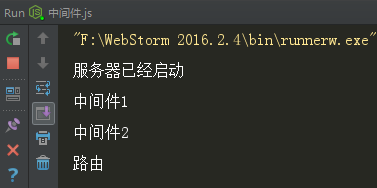 Run 中间件.js
"F:\WebStorm 2016.2.4\bin\runnerw.exe"
服务器已经启动
中间件1
中间件2
路由